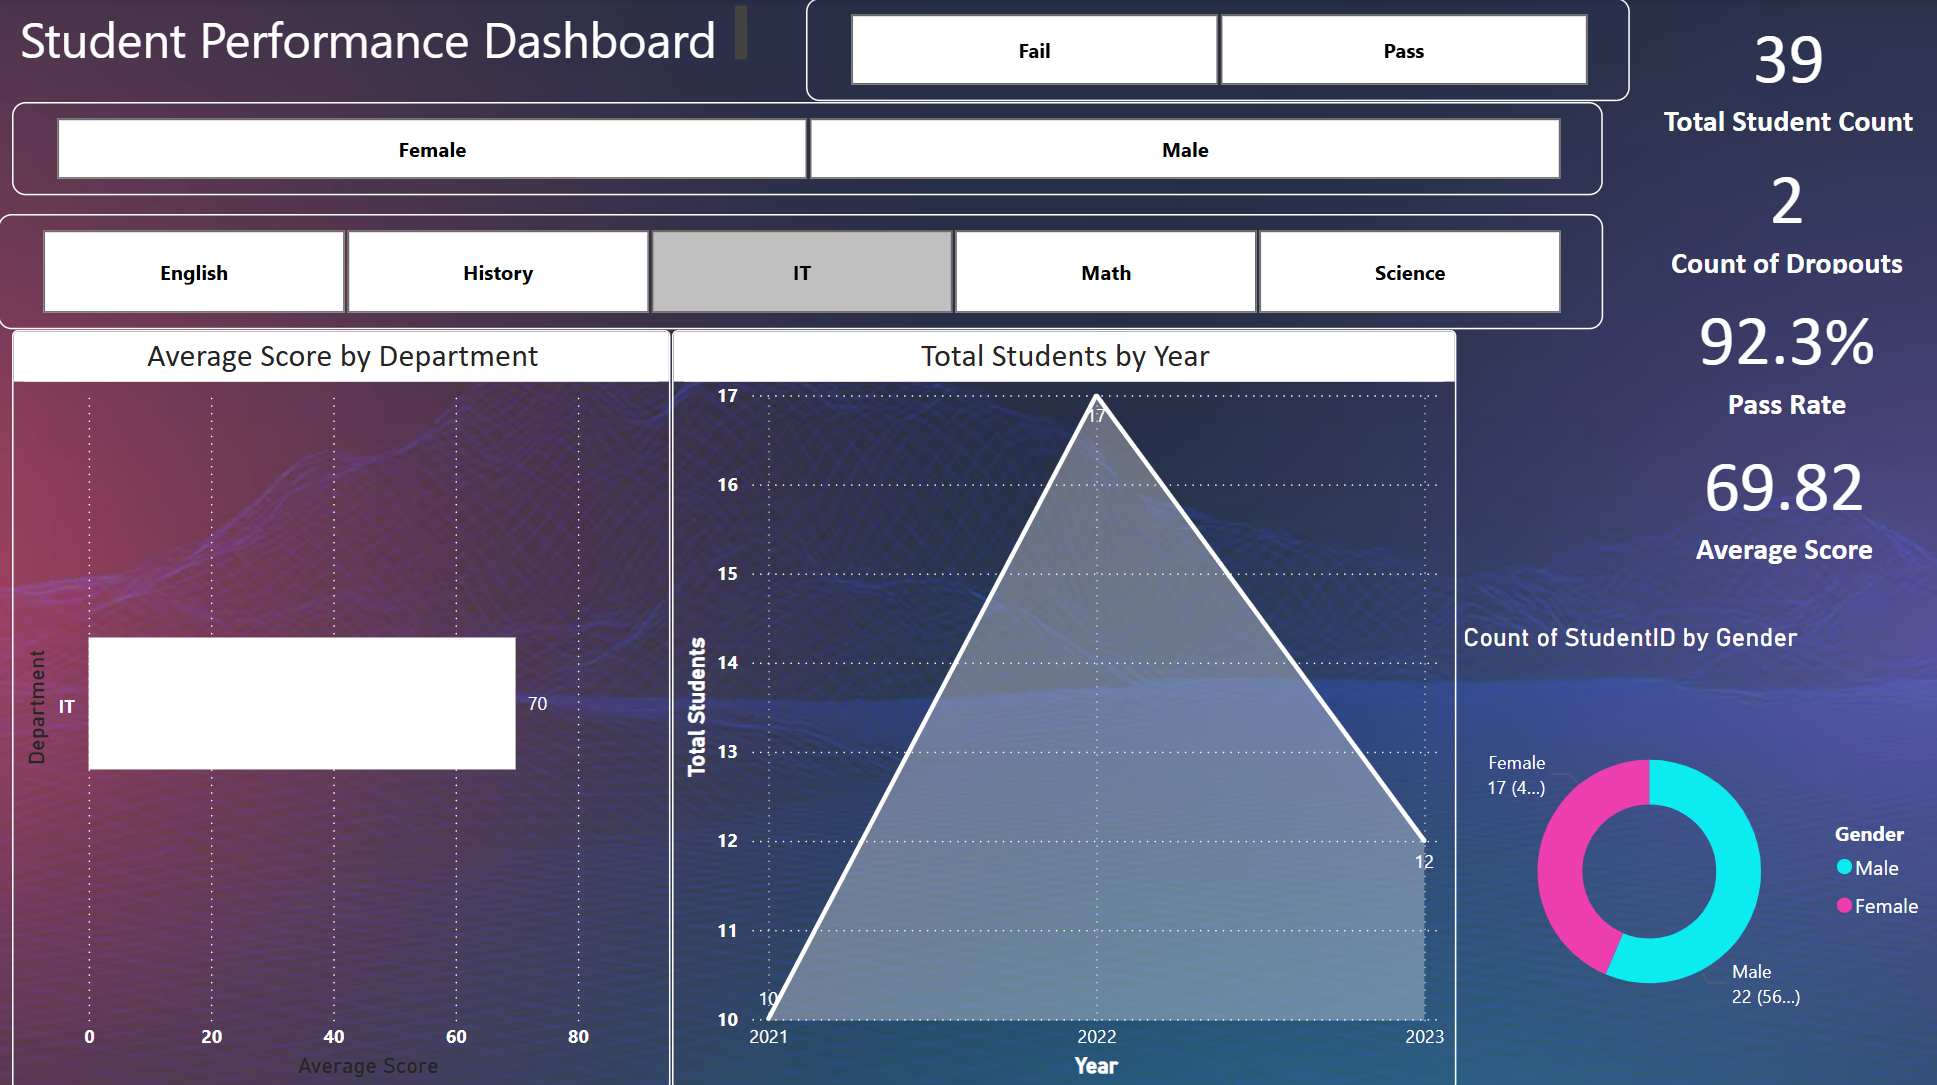 Student Performance Dashboard
Fail
Pass
39
Total Student Count
Female
Male
2
Count of Dropouts
English
History
IT
Math
Science
92.3%
Pass Rate
69.82
Average Score
Average Score by Department
Department
IT
70
0
20
40
60
80
Average Score
Total Students by Year
Total Students
17
16
15
14
13
12
11
10
17
12
10
2021
2022
2023
Year
Count of StudentID by Gender
Female
17 (4...)
Male
22 (56...)
Gender
Male
Female